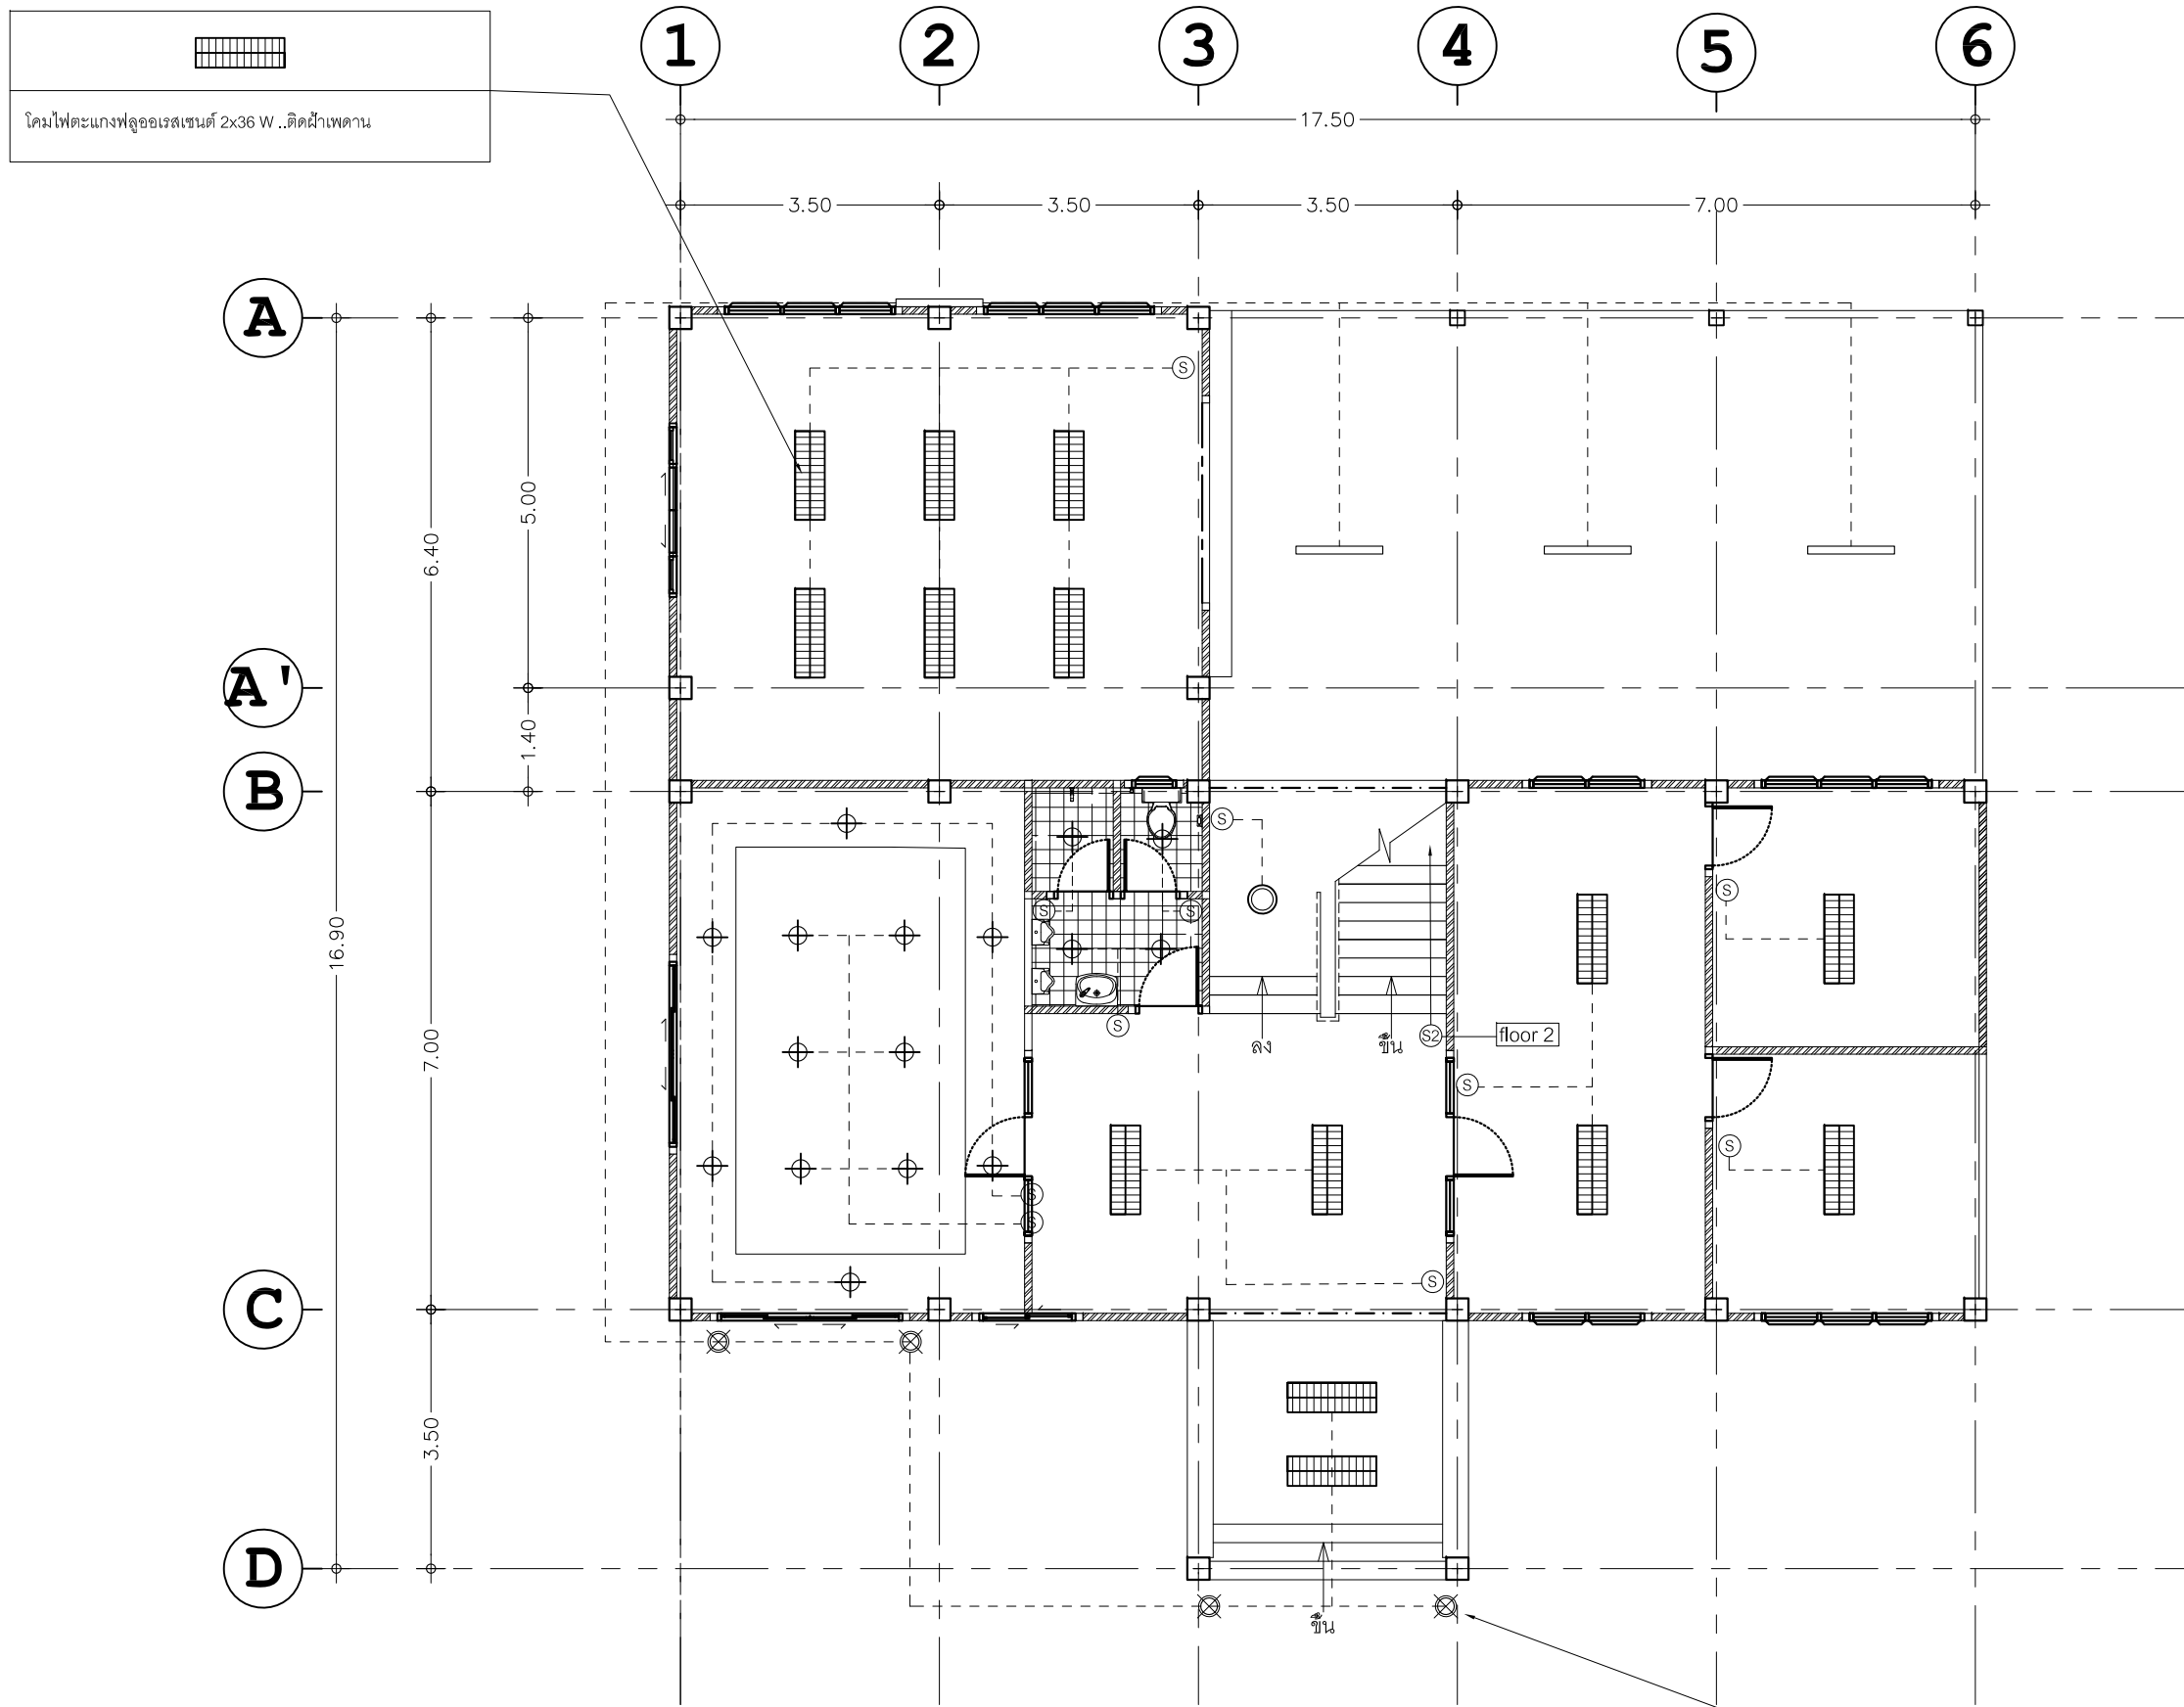 1 2 3 4 5 6
โคมไฟตะแกรงฟลูออเรสเซนต์ 2x36 W ..ติดฝ้าเพดาน
17.50
3.50 3.50 3.50 7.00
A
S
5.00
6.40
A'
1.40
B
S
S
S S
16.90
S
7.00
ลง ขึ้น S2 floor 2
S
S
S
S
S
C
3.50
D
ขึ้น